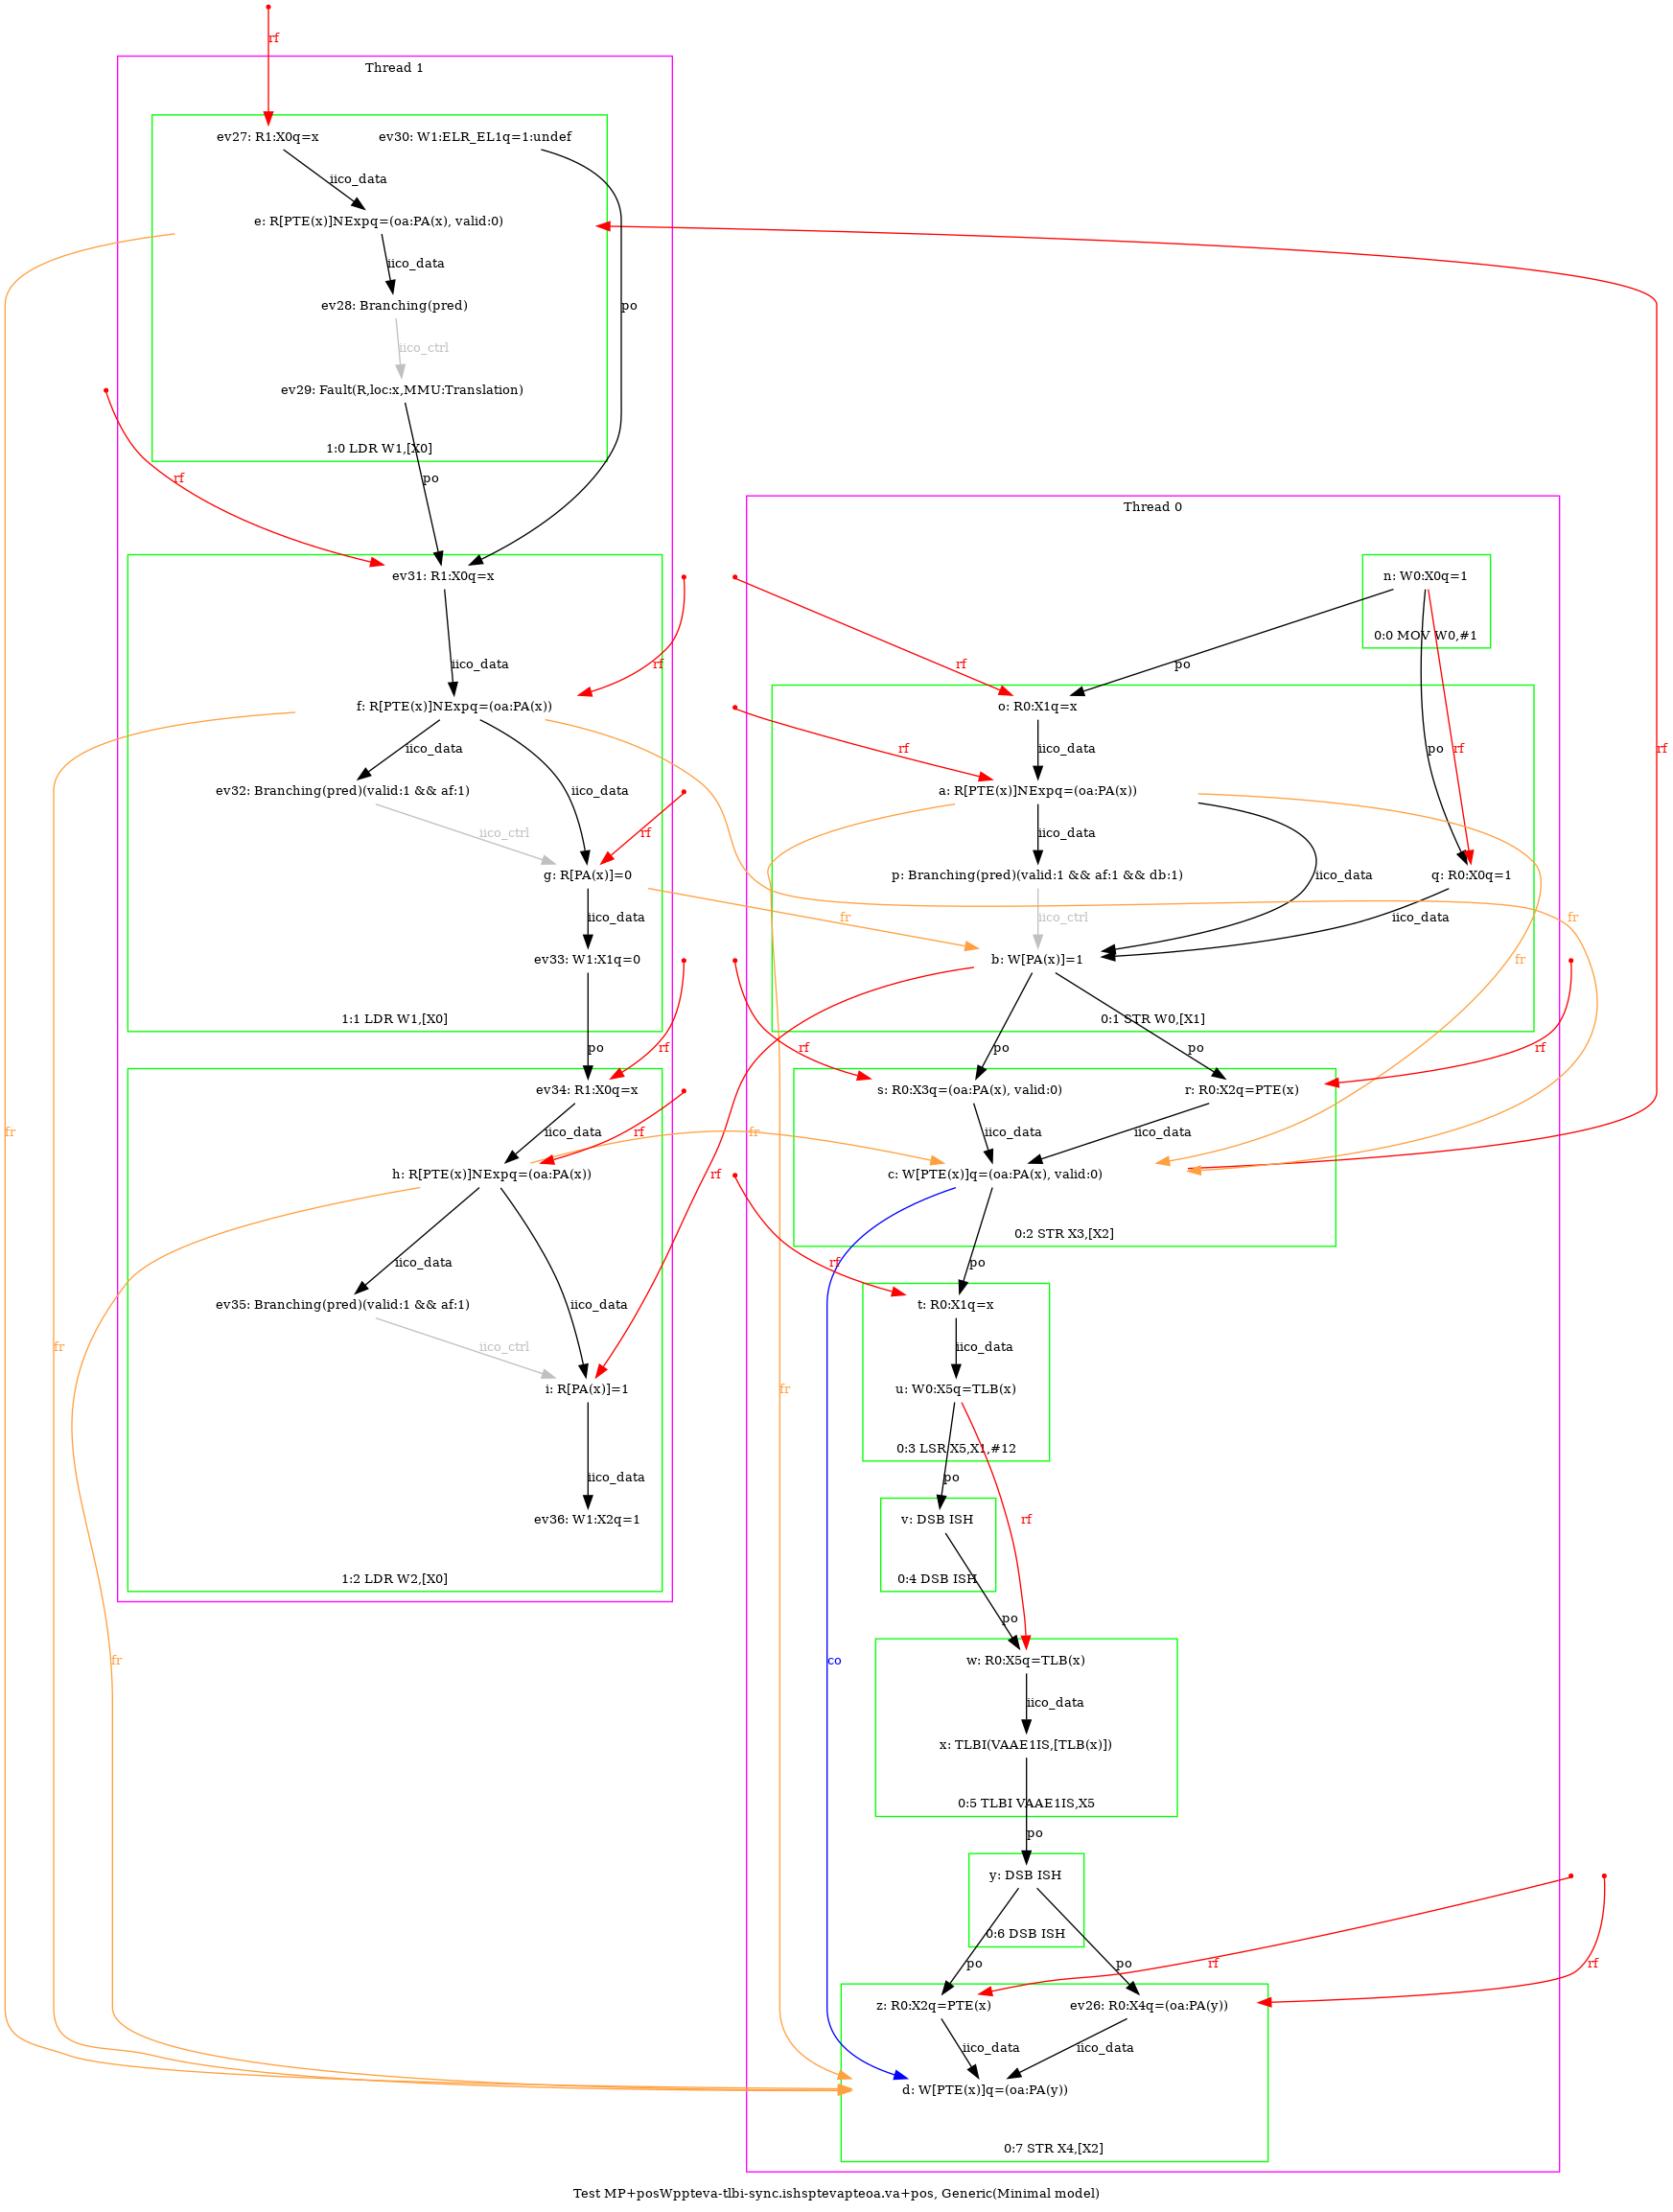 rf
Thread 1
ev27: R1:X0q=x
ev30: W1:ELR_EL1q=1:undef
iico_data
e: R[PTE(x)]NExpq=(oa:PA(x), valid:0)
iico_data
ev28: Branching(pred)
po
iico_ctrl
ev29: Fault(R,loc:x,MMU:Translation)
1:0 LDR W1,[X0]
rf
po
Thread 0
ev31: R1:X0q=x
n: W0:X0q=1
0:0 MOV W0,#1
iico_data
rf
rf
po
f: R[PTE(x)]NExpq=(oa:PA(x))
o: R0:X1q=x
iico_data
rf
iico_data
po
rf
rf
ev32: Branching(pred)(valid:1 && af:1)
iico_data
a: R[PTE(x)]NExpq=(oa:PA(x))
iico_ctrl
rf
iico_data
g: R[PA(x)]=0
p: Branching(pred)(valid:1 && af:1 && db:1)
iico_data
q: R0:X0q=1
iico_data
fr
iico_ctrl
iico_data
fr
ev33: W1:X1q=0
b: W[PA(x)]=1
fr
1:1 LDR W1,[X0]
0:1 STR W0,[X1]
po
rf
rf
po
po
rf
ev34: R1:X0q=x
s: R0:X3q=(oa:PA(x), valid:0)
r: R0:X2q=PTE(x)
fr
iico_data
rf
fr
iico_data
iico_data
h: R[PTE(x)]NExpq=(oa:PA(x))
rf
c: W[PTE(x)]q=(oa:PA(x), valid:0)
0:2 STR X3,[X2]
iico_data
rf
po
ev35: Branching(pred)(valid:1 && af:1)
iico_data
t: R0:X1q=x
fr
iico_ctrl
iico_data
i: R[PA(x)]=1
fr
u: W0:X5q=TLB(x)
0:3 LSR X5,X1,#12
iico_data
po
ev36: W1:X2q=1
v: DSB ISH
rf
1:2 LDR W2,[X0]
0:4 DSB ISH
po
fr
co
w: R0:X5q=TLB(x)
iico_data
x: TLBI(VAAE1IS,[TLB(x)])
0:5 TLBI VAAE1IS,X5
po
y: DSB ISH
0:6 DSB ISH
po
po
rf
rf
z: R0:X2q=PTE(x)
ev26: R0:X4q=(oa:PA(y))
iico_data
iico_data
d: W[PTE(x)]q=(oa:PA(y))
0:7 STR X4,[X2]
Test MP+posWppteva-tlbi-sync.ishsptevapteoa.va+pos, Generic(Minimal model)